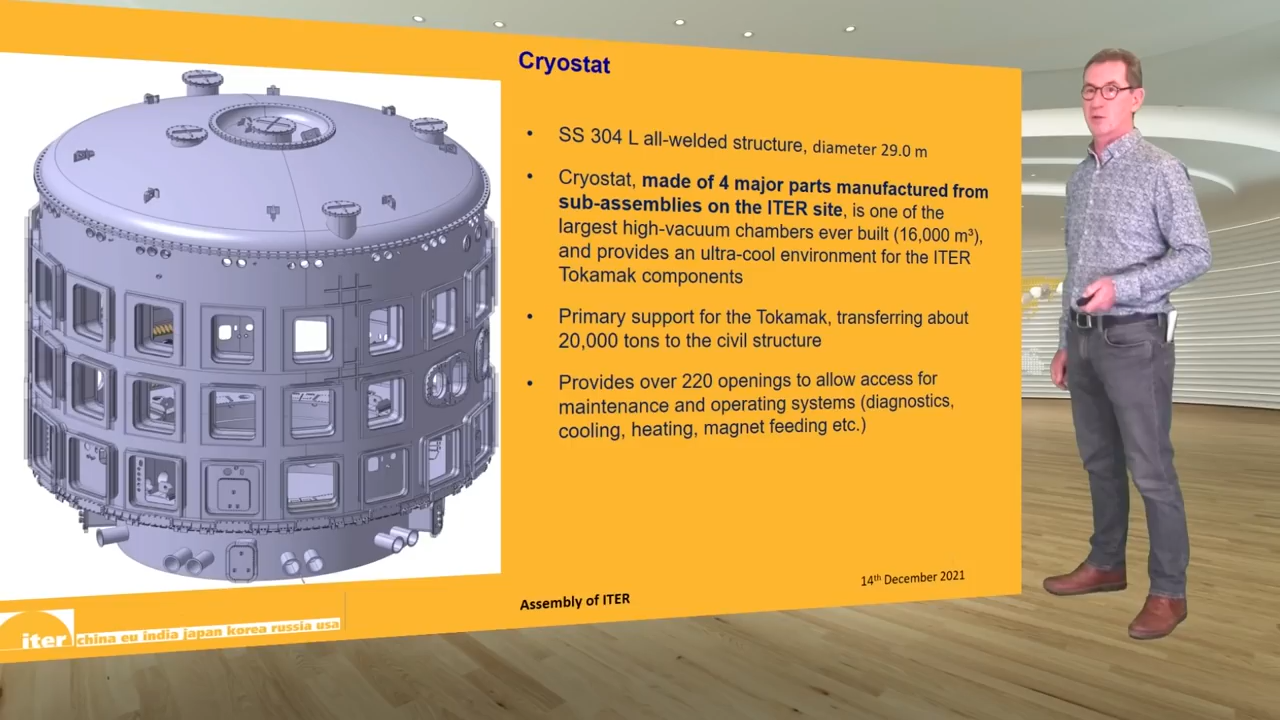 Cryostat
• SS 304 L all-welded structure, diameter 29.0 m
• Cryostat, made of 4 major parts manufactured from
sub-assemblies on the ITER site, is one of the
largest high-vacuum chambers ever built (16,000 m³),
and provides an ultra-cool environment for the ITER
Tokamak components
• Primary support for the Tokamak, transferring about
20,000 tons to the civil structure
• Provides over 220 openings to allow access for
maintenance and operating systems (diagnostics,
cooling, heating, magnet feeding etc.)
14th December 2021
Assembly of ITER
iter china eu india japan korea russia usa